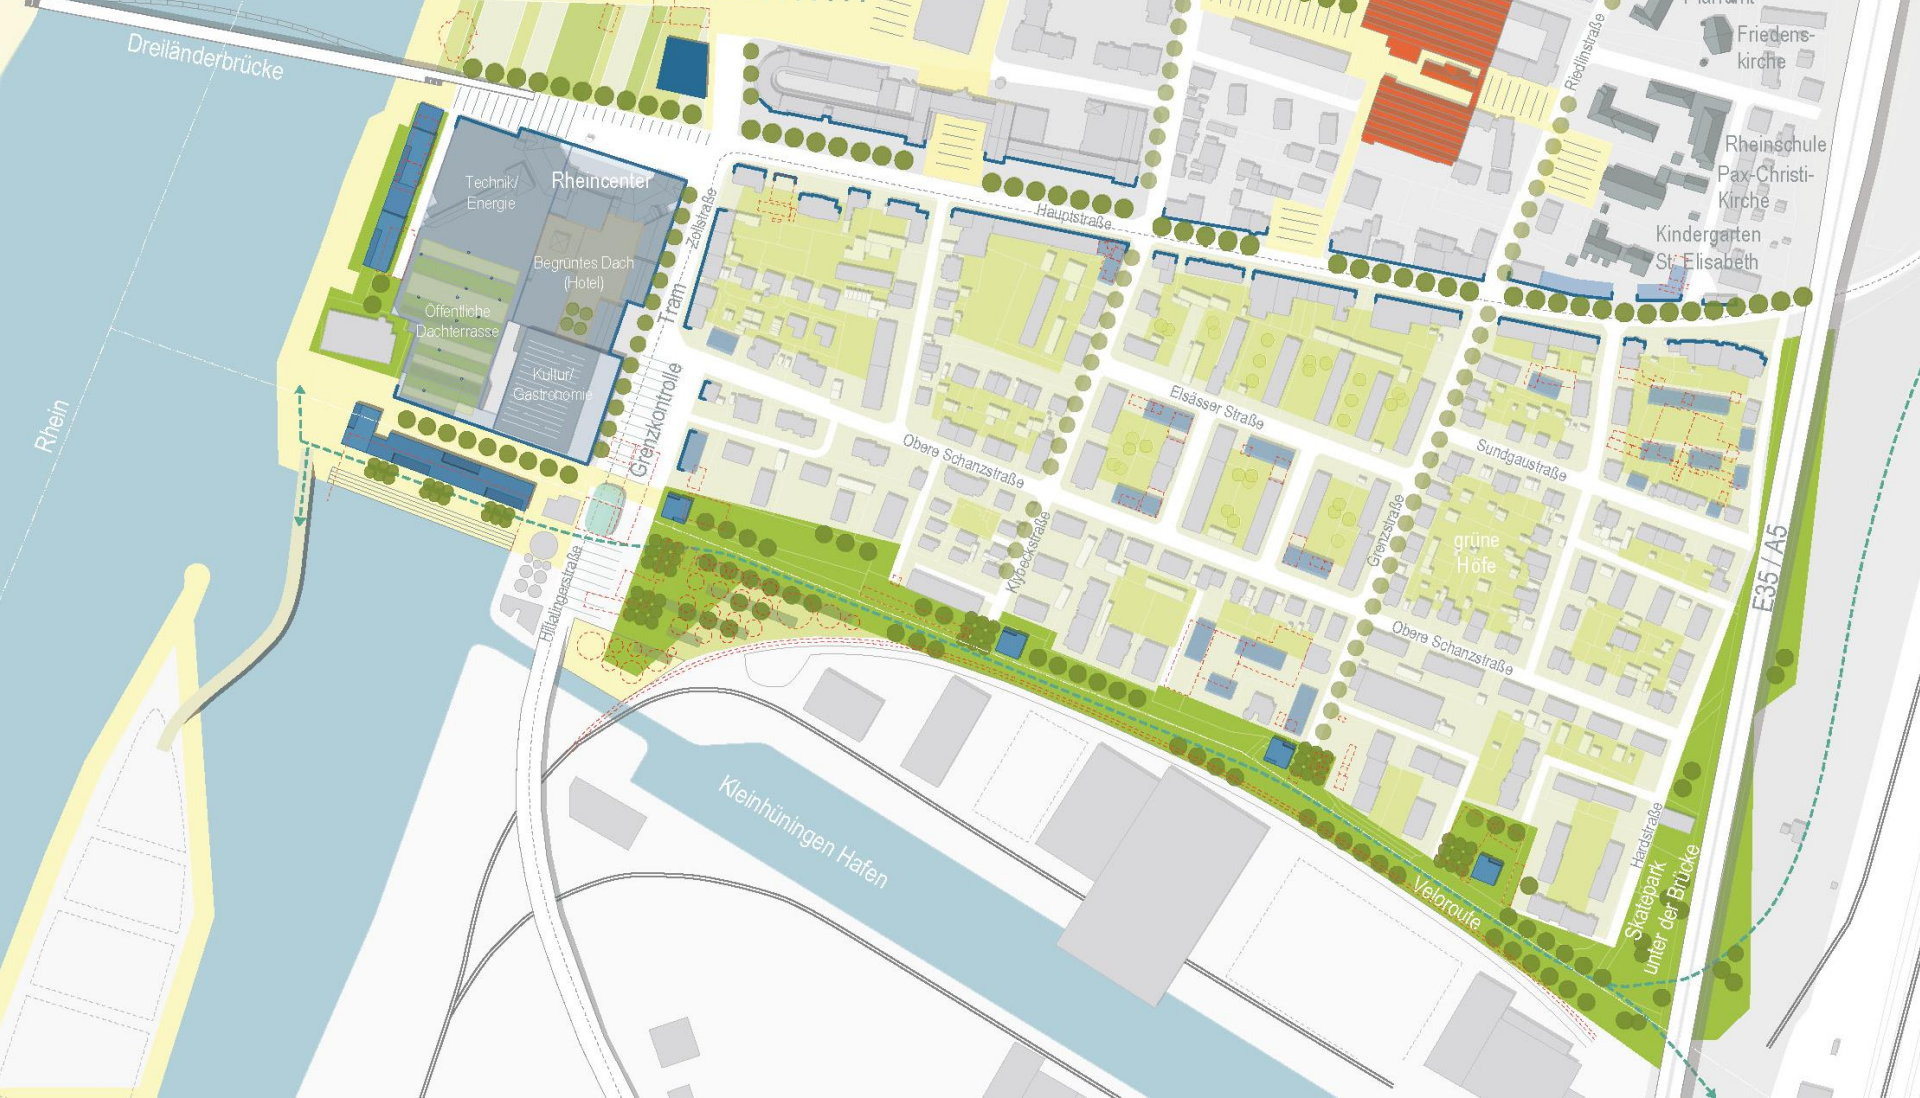 Friedens-
kirche
Dreiländerbrücke
Riedlinstraße
Rheinschule
Pax-Christi-
Kirche
Technik/
Energie
Rheincenter
Zollstraße
Hauptstraße
Kindergarten
St. Elisabeth
Begrüntes Dach
(Hotel)
Tram
Öffentliche
Dachterrasse
Kultur/
Gastronomie
Grenzkontrolle
Rhein
Elsässer Straße
Obere Schanzstraße
Sundgaustraße
Klybeckstraße
Grenzstraße
grüne
Höfe
E35 / A5
Hiltalingerstraße
Obere Schanzstraße
Kleinhüningen Hafen
Hardstraße
Veloroute
Skatepark
unter der Brücke